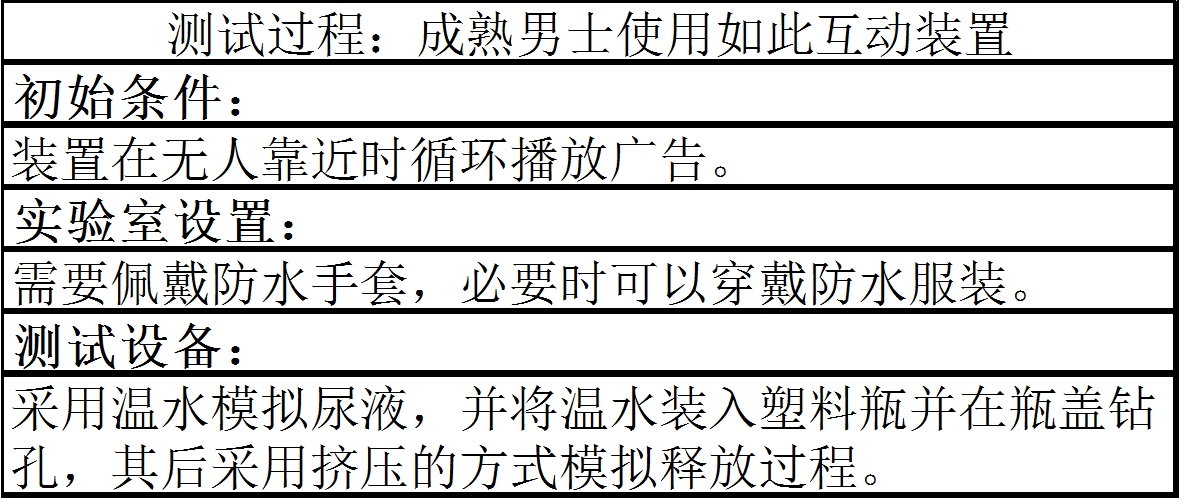 测试过程：成熟男士使用如此互动装置
初始条件：
装置在无人靠近时循环播放广告。
实验室设置：
需要佩戴防水手套，必要时可以穿戴防水服装。
测试设备：
采用温水模拟尿液，并将温水装入塑料瓶并在瓶盖钻
孔，其后采用挤压的方式模拟释放过程。